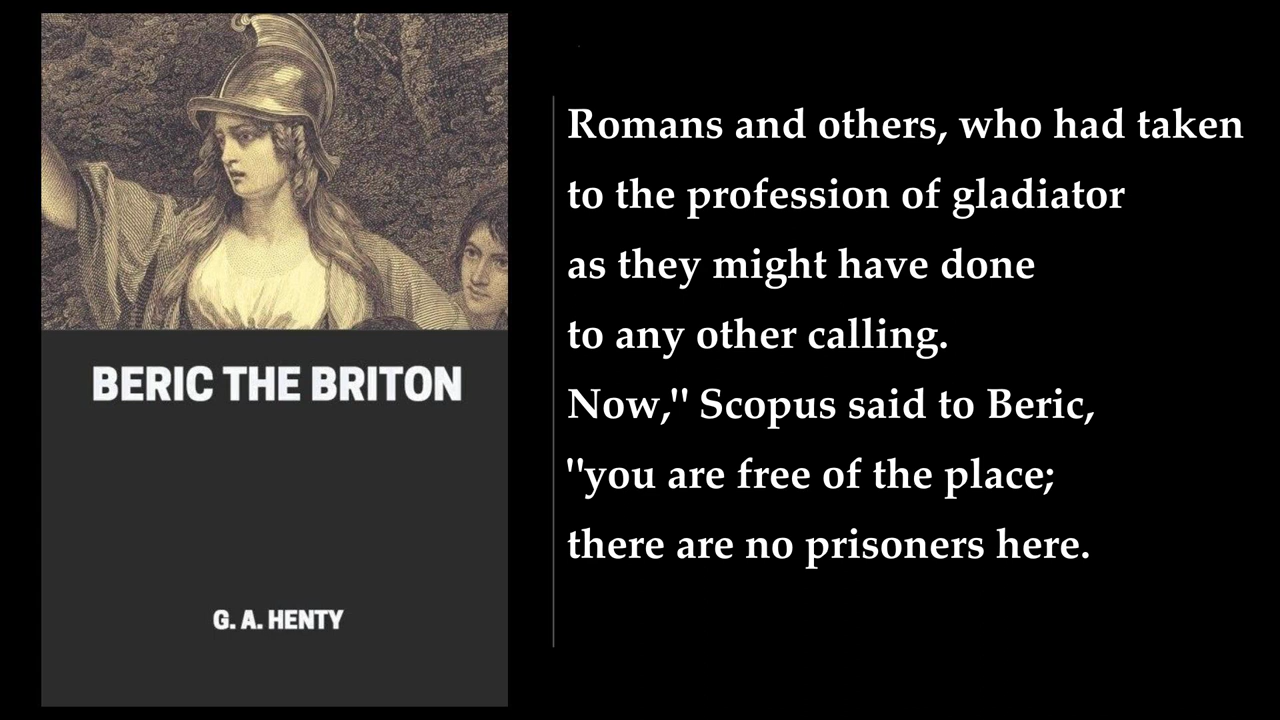 BERIC THE BRITON
G. A. HENTY
Romans and others, who had taken
to the profession of gladiator
as they might have done
to any other calling.
Now," Scopus said to Beric,
"you are free of the place;
there are no prisoners here.